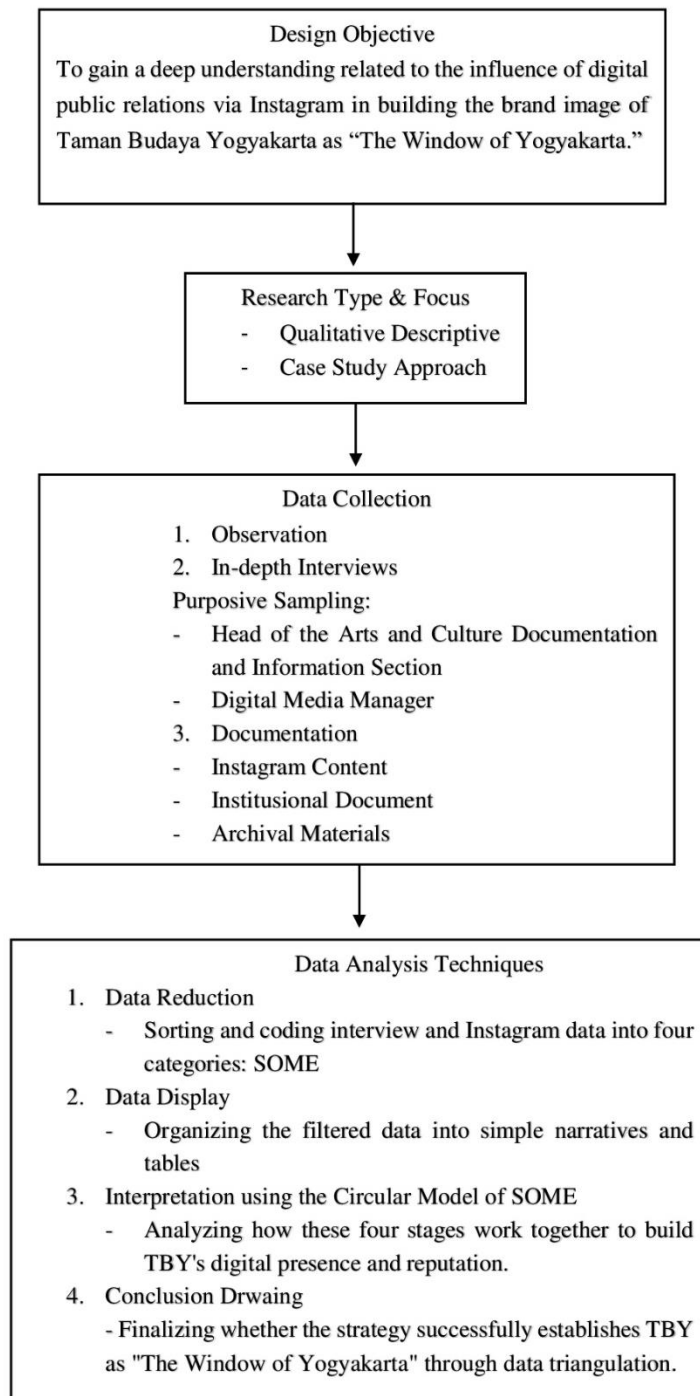 Design Objective
To gain a deep understanding related to the influence of digital
public relations via Instagram in building the brand image of
Taman Budaya Yogyakarta as “The Window of Yogyakarta.”
Research Type & Focus
- Qualitative Descriptive
- Case Study Approach
Data Collection
1. Observation
2. In-depth Interviews
Purposive Sampling:
- Head of the Arts and Culture Documentation
and Information Section
- Digital Media Manager
3. Documentation
- Instagram Content
- Institusional Document
- Archival Materials
Data Analysis Techniques
1. Data Reduction
- Sorting and coding interview and Instagram data into four
categories: SOME
2. Data Display
- Organizing the filtered data into simple narratives and
tables
3. Interpretation using the Circular Model of SOME
- Analyzing how these four stages work together to build
TBY's digital presence and reputation.
4. Conclusion Drwaing
- Finalizing whether the strategy successfully establishes TBY
as "The Window of Yogyakarta" through data triangulation.